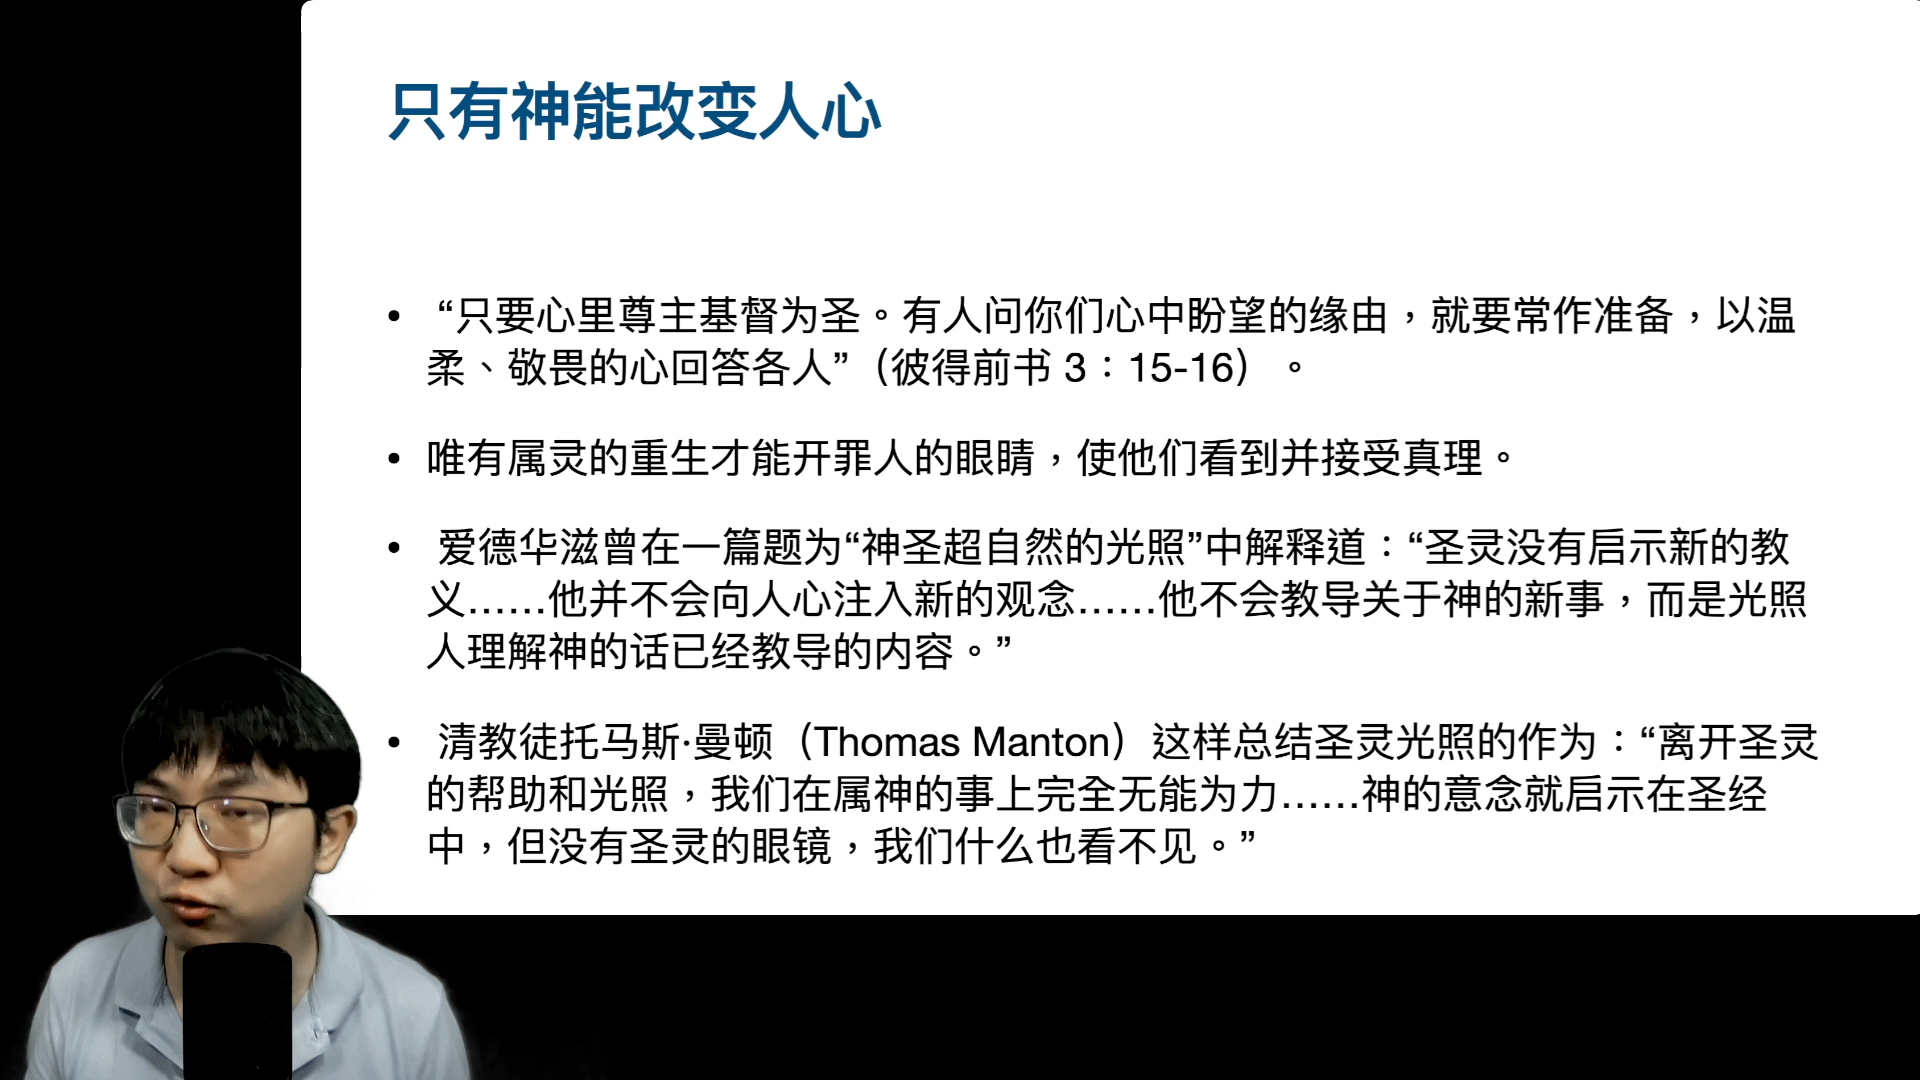 只有神能改变人心
• “只要心里尊主基督为圣。有人问你们心中盼望的缘由，就要常作准备，以温
柔、敬畏的心回答各人”（彼得前书 3：15-16）。
• 唯有属灵的重生才能开罪人的眼睛，使他们看到并接受真理。
• 爱德华滋曾在一篇题为“神圣超自然的光照”中解释道：“圣灵没有启示新的教
义……他并不会向人心注入新的观念……他不会教导关于神的新事，而是光照
人理解神的话已经教导的内容。”
• 清教徒托马斯·曼顿（Thomas Manton）这样总结圣灵光照的作为：“离开圣灵
的帮助和光照，我们在属神的事上完全无能为力……神的意念就启示在圣经
中，但没有圣灵的眼镜，我们什么也看不见。”